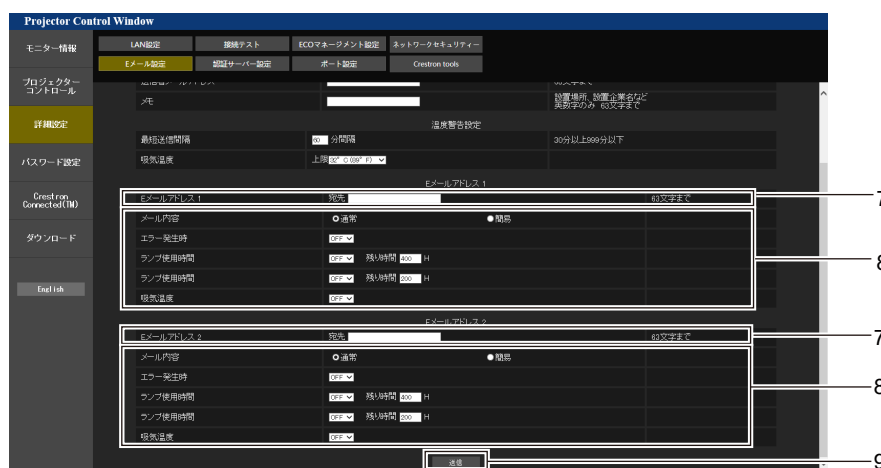 Projector Control Window
モニター情報
プロジェクター
コントロール
詳細設定
パスワード設定
Crestron
Connected(TM)
ダウンロード
English
LAN設定 接続テスト ECOマネージメント設定 ネットワークセキュリティー
Eメール設定 認証サーバー設定 ポート設定 Crestron tools
メモ 設置場所、設置企業名など
英数字のみ 63文字まで
温度警告設定
最短送信間隔 60 分間隔 30分以上999分以下
吸気温度 上限 32° C (89° F)
Eメールアドレス 1
Eメールアドレス 1 宛先 63文字まで 7
メール内容 通常 簡易
エラー発生時 OFF
ランプ使用時間 OFF 残り時間 400 H 8
ランプ使用時間 OFF 残り時間 200 H
吸気温度 OFF
Eメールアドレス 2
Eメールアドレス 2 宛先 63文字まで 7
メール内容 通常 簡易
エラー発生時 OFF 8
ランプ使用時間 OFF 残り時間 400 H
ランプ使用時間 OFF 残り時間 200 H
吸気温度 OFF
送信 9